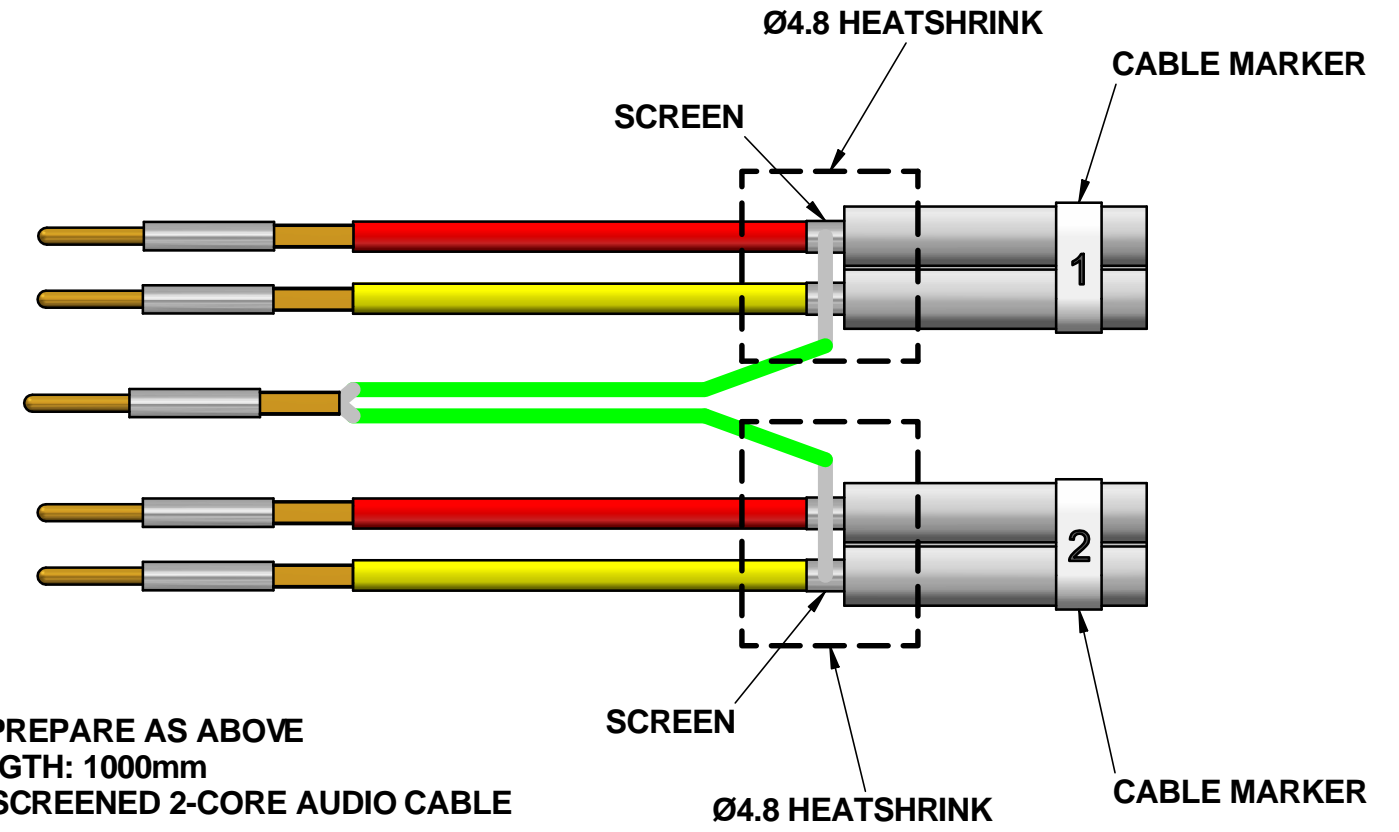 Ø4.8 HEATSHRINK
CABLE MARKER
SCREEN
1
2
SCREEN
PREPARE AS ABOVE
GTH: 1000mm
SCREENED 2-CORE AUDIO CABLE
Ø4.8 HEATSHRINK
CABLE MARKER